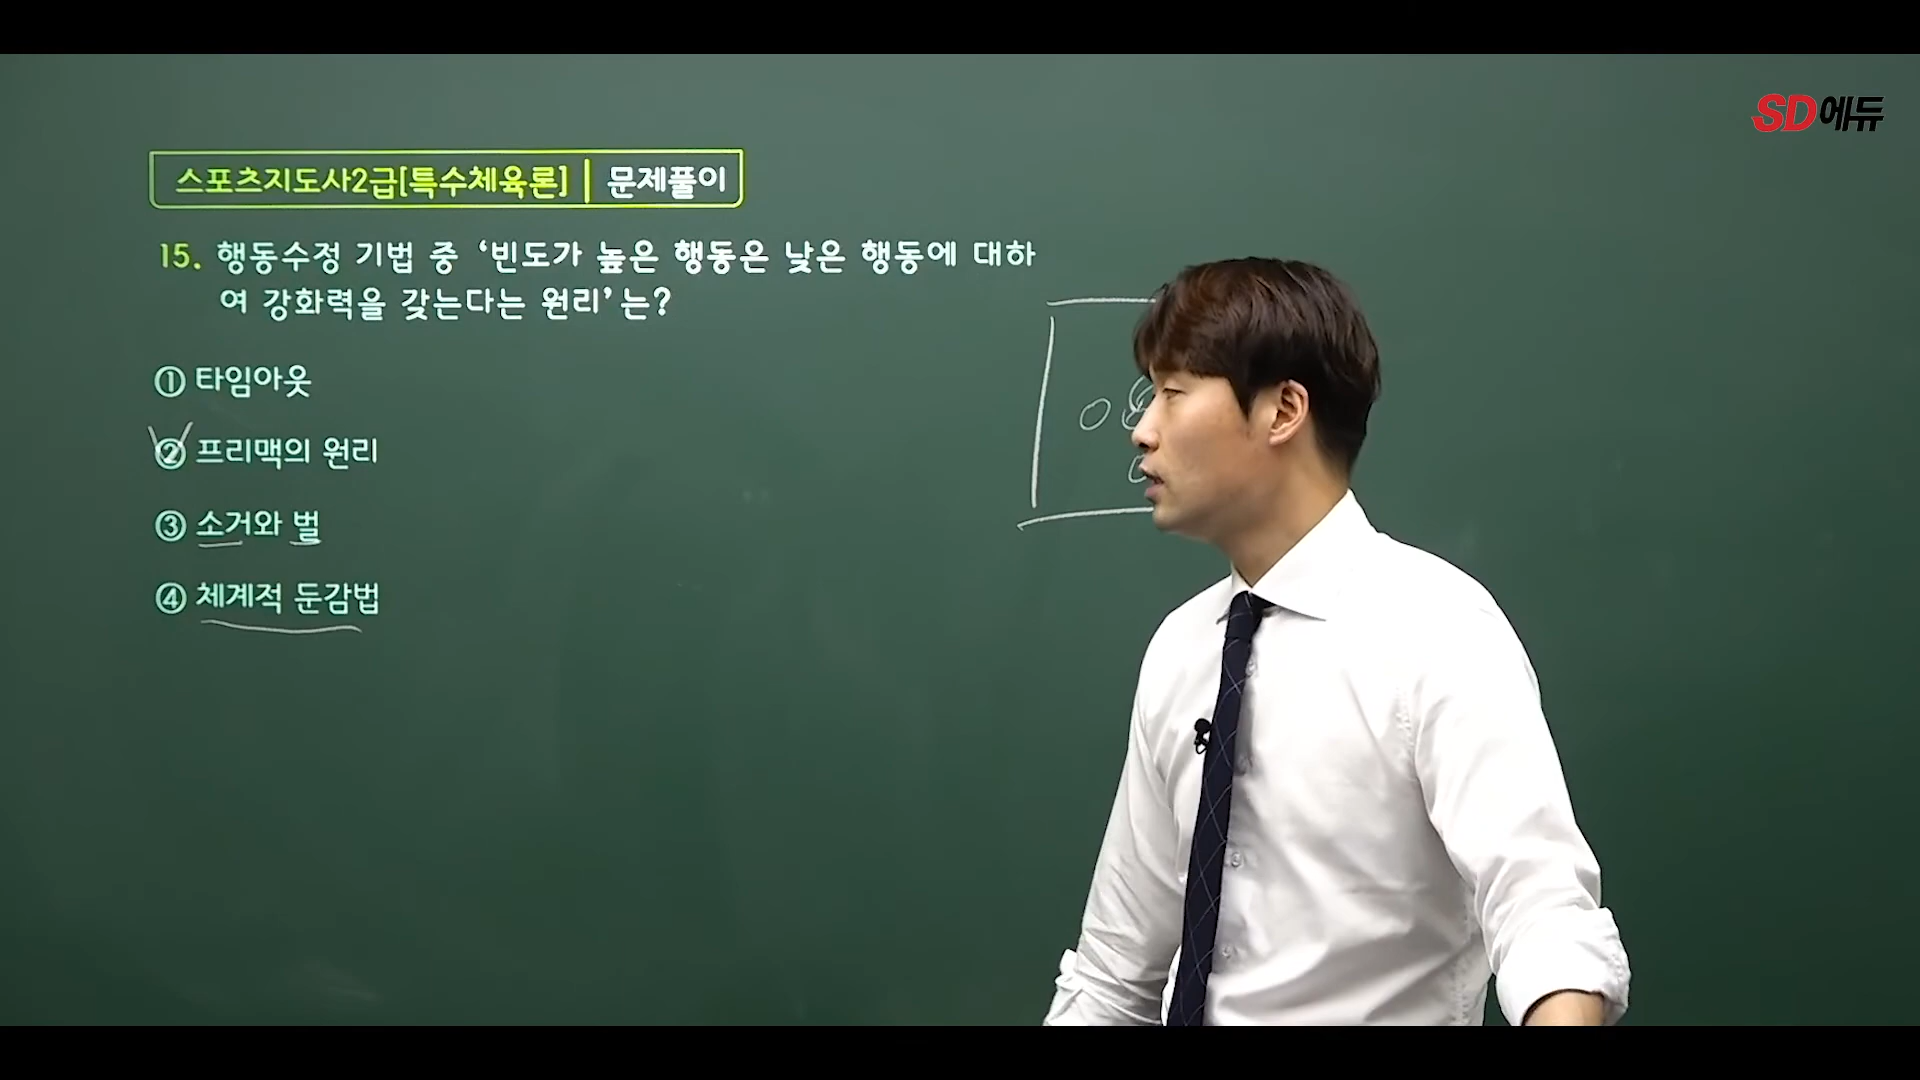 SD에듀
스포츠지도사2급[특수체육론] | 문제풀이
15. 행동수정 기법 중 ‘빈도가 높은 행동은 낮은 행동에 대하
여 강화력을 갖는다는 원리’는?
① 타임아웃
② 프리맥의 원리
③ 소거와 벌
④ 체계적 둔감법